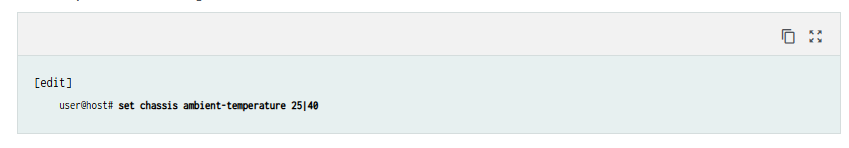 [edit]
user@host# set chassis ambient-temperature 25|40